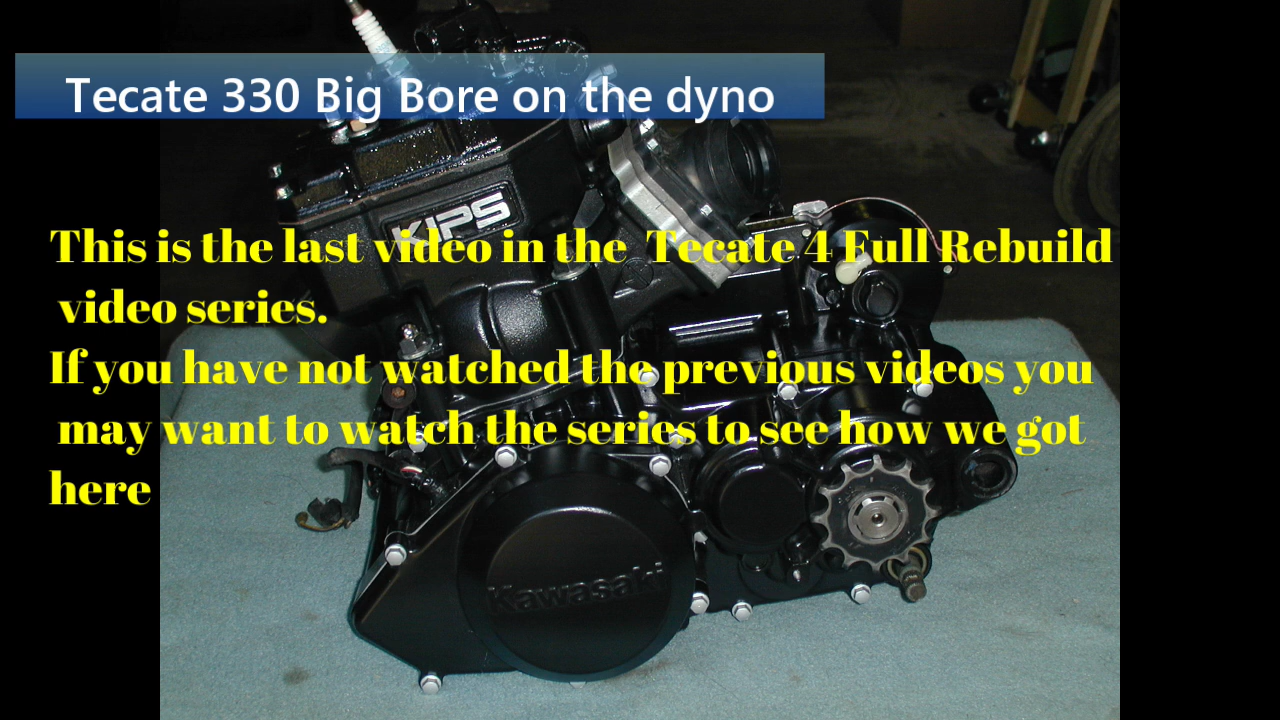 Tecate 330 Big Bore on the dyno
KIPS
This is the last video in the Tecate 4 Full Rebuild
video series.
If you have not watched the previous videos you
may want to watch the series to see how we got
here
Kawasaki